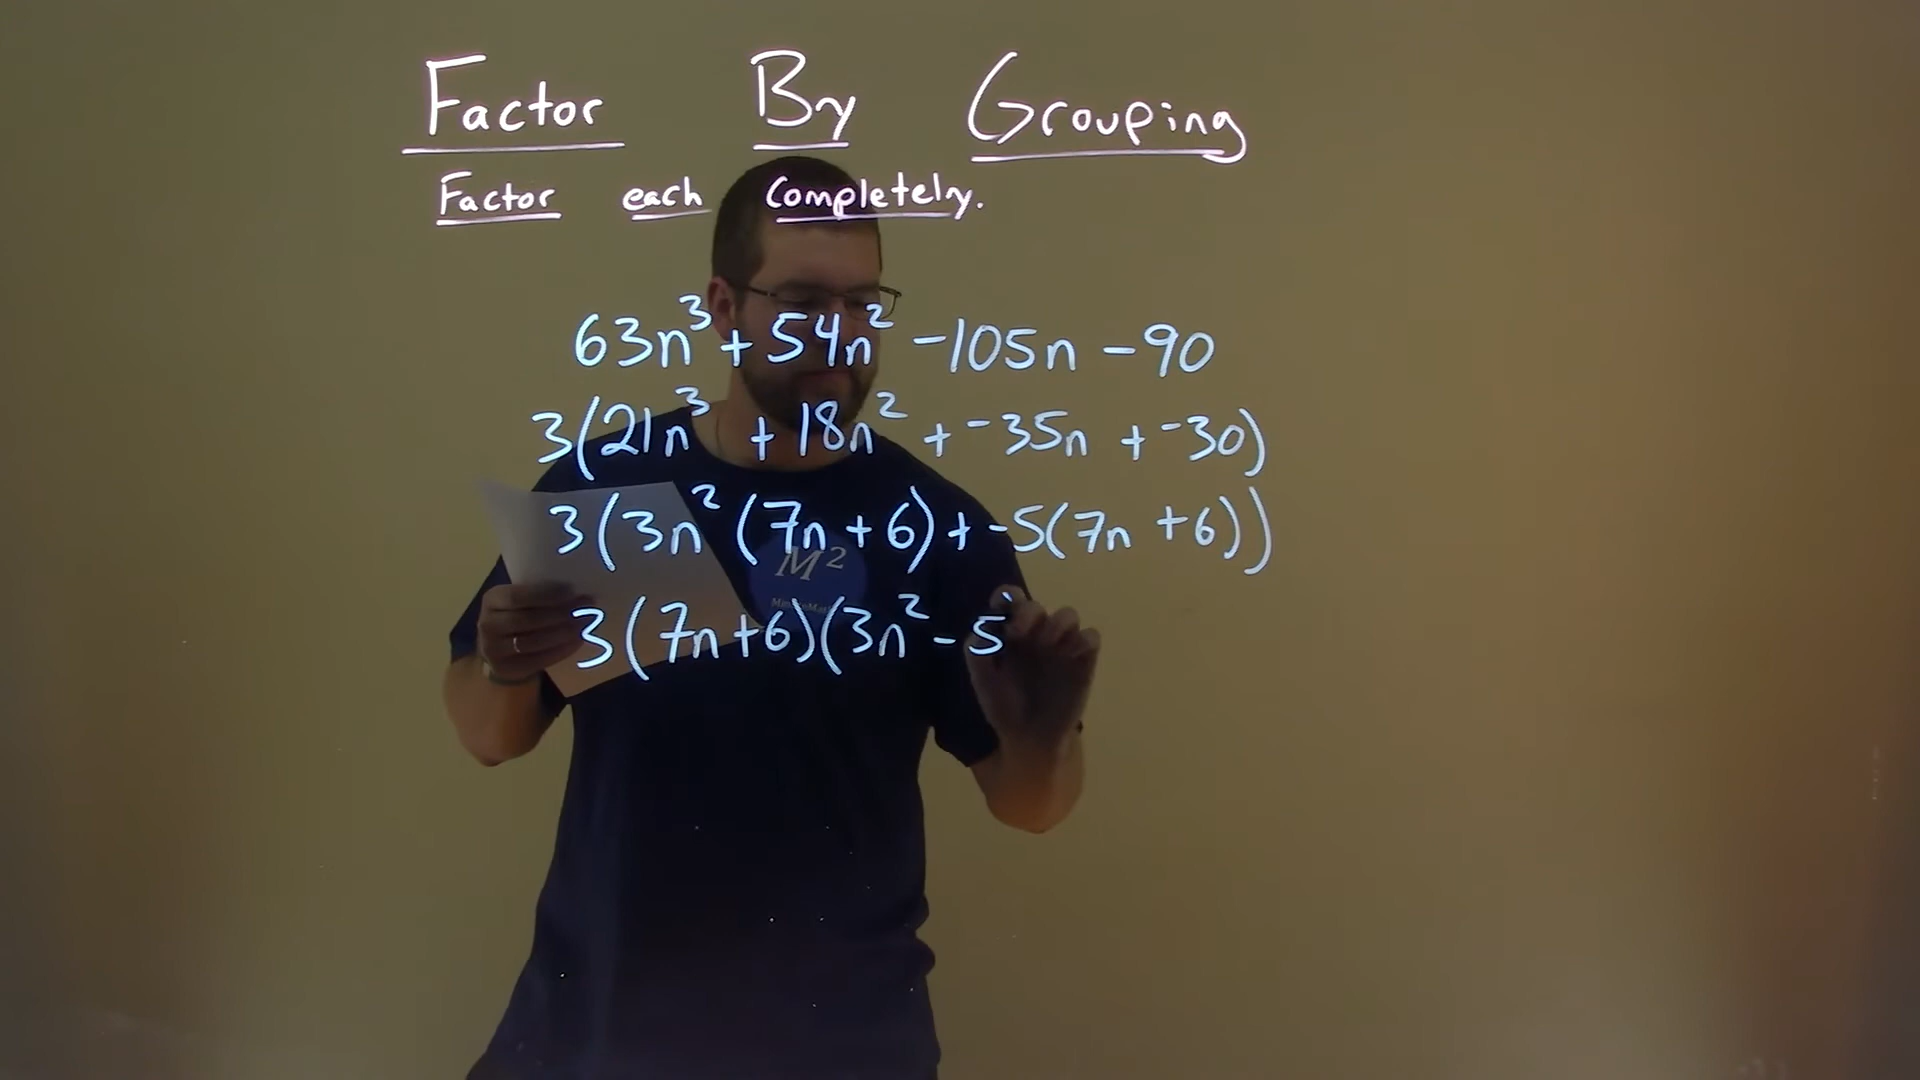 Factor By Grouping
Factor each completely.
63n³ + 54n² - 105n - 90
3(21n³ + 18n² + -35n + -30)
3(3n²(7n + 6) + -5(7n + 6))
M²
3(7n+6)(3n² - 5